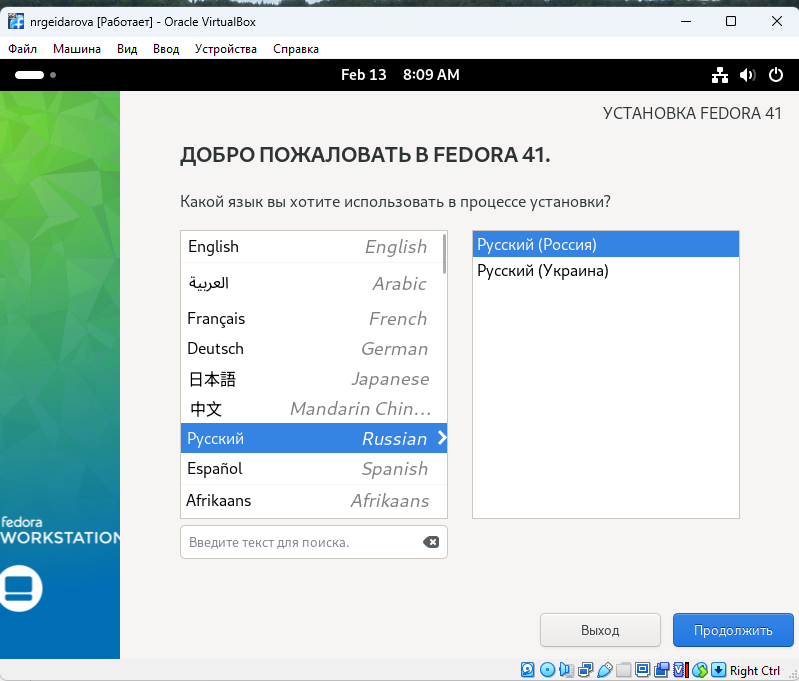 nrgeidarova [Работает] - Oracle VirtualBox
Файл Машина Вид Ввод Устройства Справка
Feb 13 8:09 AM
УСТАНОВКА FEDORA 41
ДОБРО ПОЖАЛОВАТЬ В FEDORA 41.
Какой язык вы хотите использовать в процессе установки?
English English
العربية Arabic
Français French
Deutsch German
日本語 Japanese
中文 Mandarin Chin...
Русский Russian
Español Spanish
Afrikaans Afrikaans
Русский (Россия)
Русский (Украина)
Введите текст для поиска.
fedora
WORKSTATION
Выход Продолжить
Right Ctrl